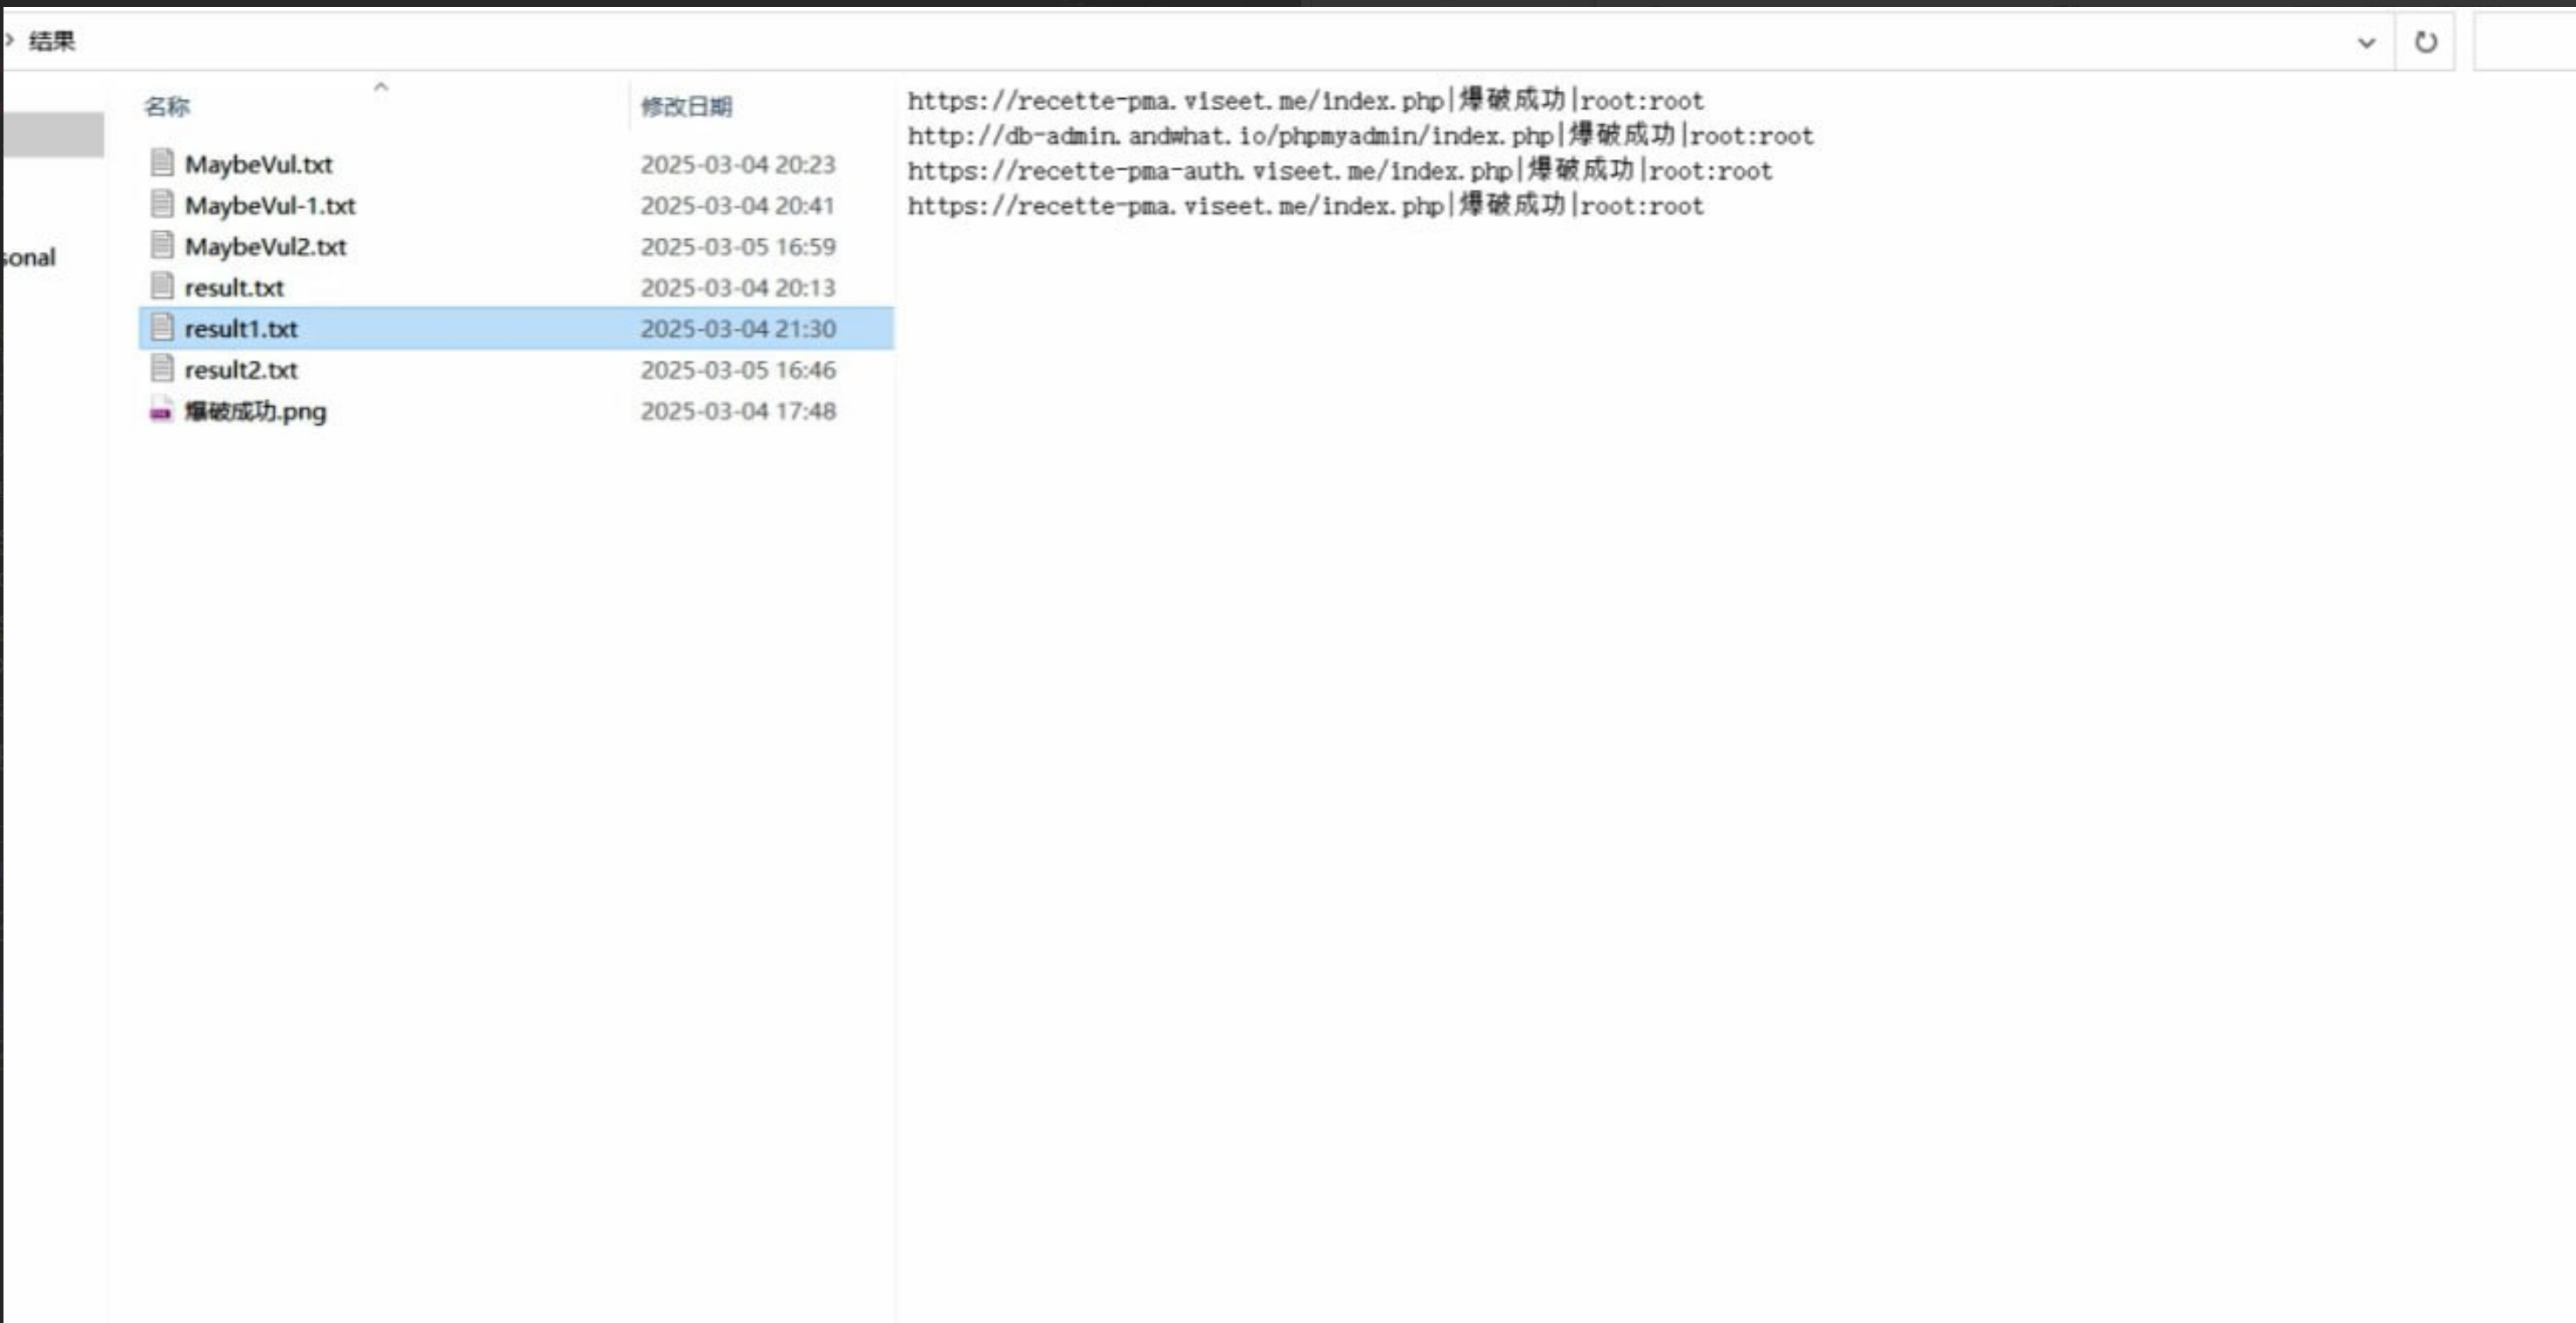 结果
名称 修改日期
MaybeVul.txt 2025-03-04 20:23
MaybeVul-1.txt 2025-03-04 20:41
MaybeVul2.txt 2025-03-05 16:59
result.txt 2025-03-04 20:13
result1.txt 2025-03-04 21:30
result2.txt 2025-03-05 16:46
爆破成功.png 2025-03-04 17:48
sonal
https://recette-pma.viseet.me/index.php|爆破成功|root:root
http://db-admin.andwhat.io/phpmyadmin/index.php|爆破成功|root:root
https://recette-pma-auth.viseet.me/index.php|爆破成功|root:root
https://recette-pma.viseet.me/index.php|爆破成功|root:root